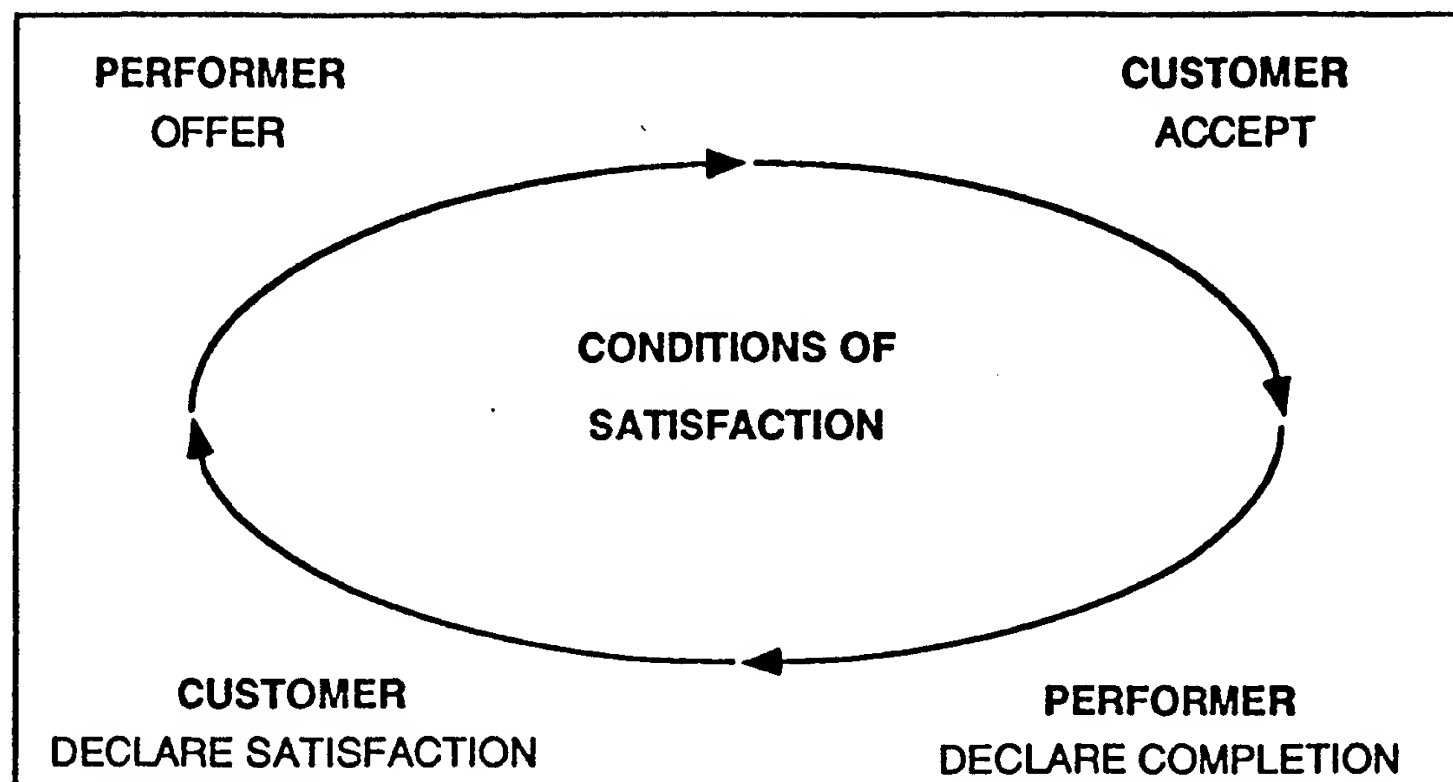 PERFORMER
OFFER
CUSTOMER
ACCEPT
CONDITIONS OF
SATISFACTION
CUSTOMER
DECLARE SATISFACTION
PERFORMER
DECLARE COMPLETION